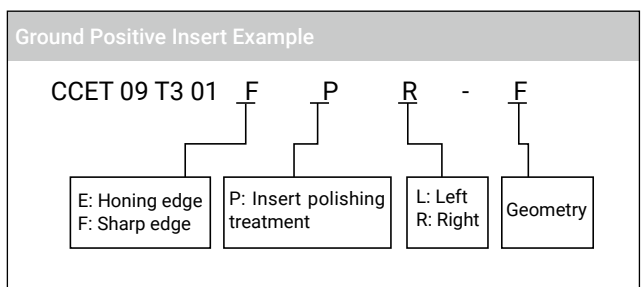 Ground Positive Insert Example
CCET 09 T3 01 F P R - F
E: Honing edge
F: Sharp edge
P: Insert polishing
treatment
L: Left
R: Right
Geometry